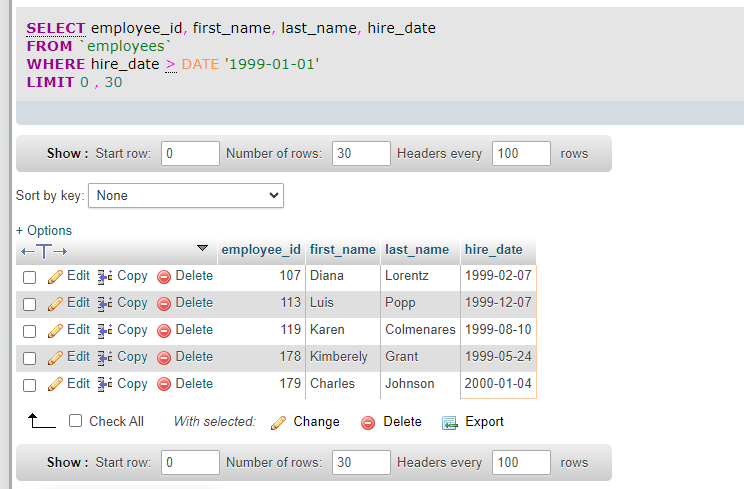 SELECT employee_id, first_name, last_name, hire_date
FROM `employees`
WHERE hire_date > DATE '1999-01-01'
LIMIT 0 , 30
Show : Start row: 0 Number of rows: 30 Headers every 100 rows
Sort by key: None
+ Options
←T→ employee_id first_name last_name hire_date
Edit Copy Delete 107 Diana Lorentz 1999-02-07
Edit Copy Delete 113 Luis Popp 1999-12-07
Edit Copy Delete 119 Karen Colmenares 1999-08-10
Edit Copy Delete 178 Kimberely Grant 1999-05-24
Edit Copy Delete 179 Charles Johnson 2000-01-04
Check All With selected: Change Delete Export
Show : Start row: 0 Number of rows: 30 Headers every 100 rows